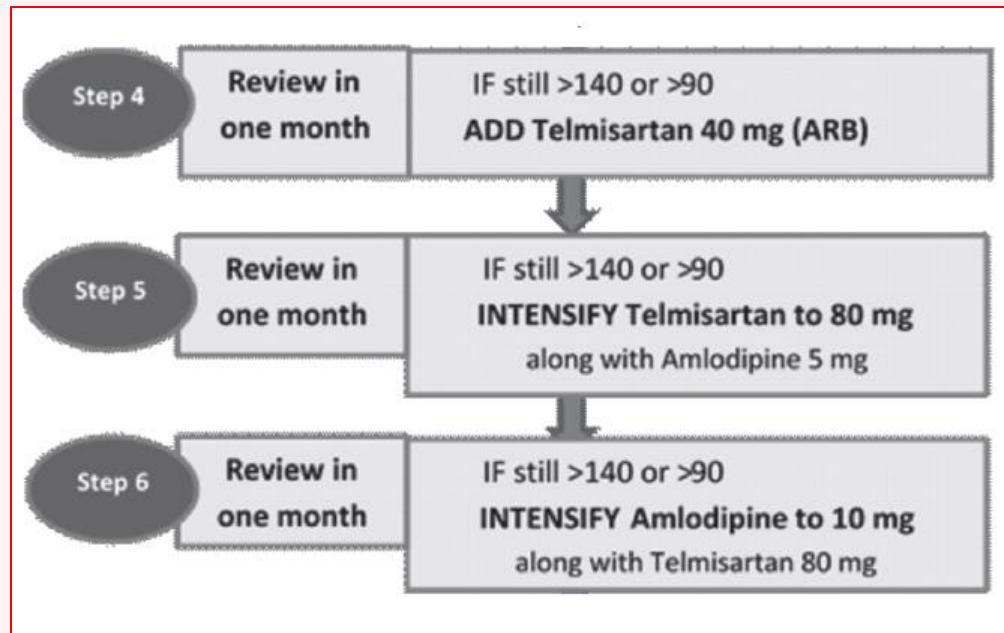 Step 4
Review in
one month
IF still >140 or >90
ADD Telmisartan 40 mg (ARB)
Step 5
Review in
one month
IF still >140 or >90
INTENSIFY Telmisartan to 80 mg
along with Amlodipine 5 mg
Step 6
Review in
one month
IF still >140 or >90
INTENSIFY Amlodipine to 10 mg
along with Telmisartan 80 mg